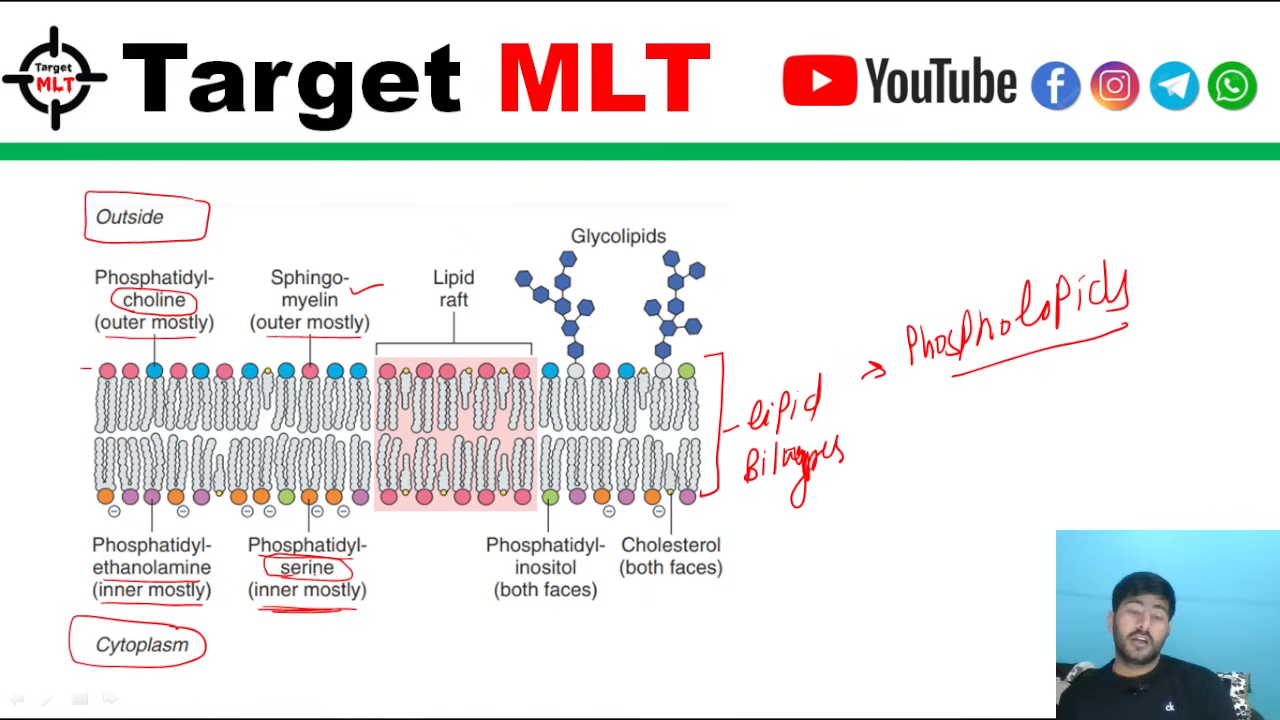 Target MLT
Target
MLT
YouTube
Outside
Glycolipids
Phosphatidyl-
choline
(outer mostly)
Sphingo-
myelin
(outer mostly)
Lipid
raft
Phospholopids
lipid
Bilayers
Phosphatidyl-
ethanolamine
(inner mostly)
Phosphatidyl-
serine
(inner mostly)
Phosphatidyl-
inositol
(both faces)
Cholesterol
(both faces)
Cytoplasm